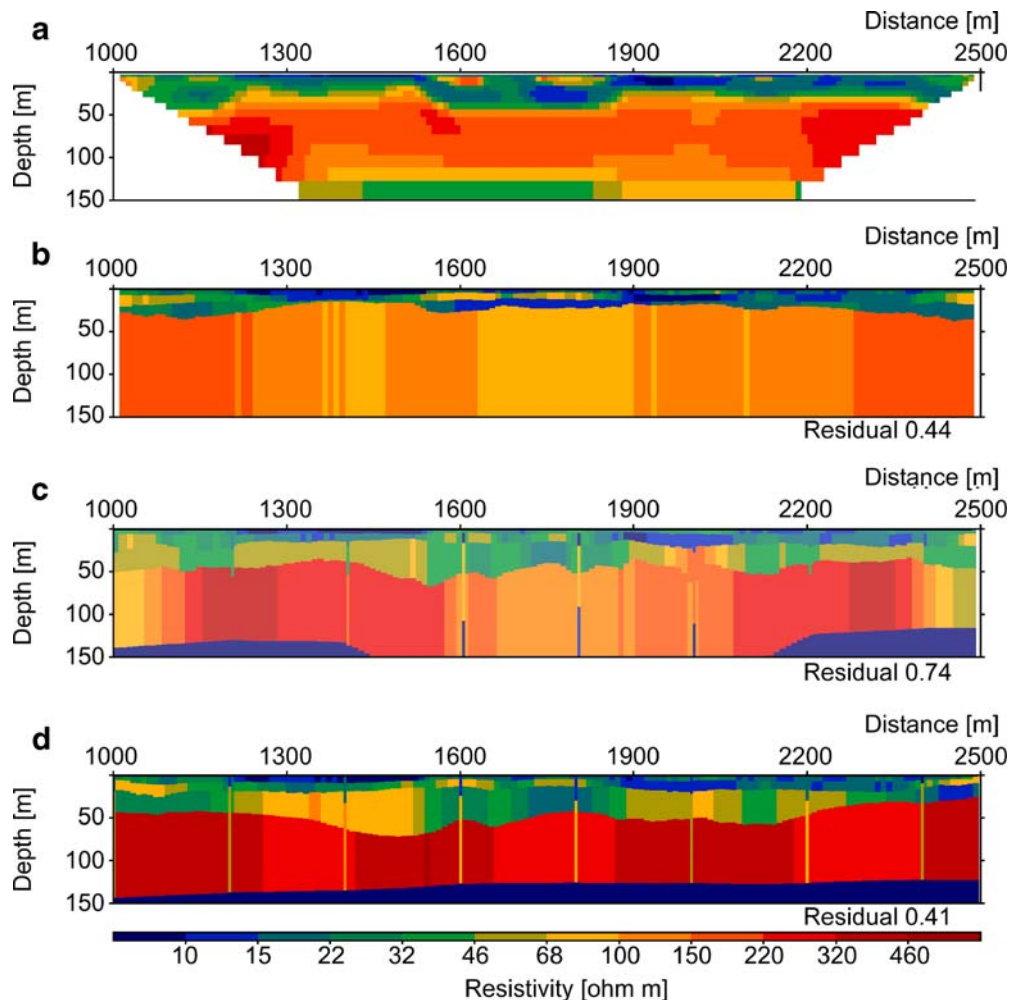 a
Distance [m]
1000 1300 1600 1900 2200 2500
Depth [m]
50
100
150
b
Distance [m]
1000 1300 1600 1900 2200 2500
Depth [m]
50
100
150
Residual 0.44
c
Distance [m]
1000 1300 1600 1900 2200 2500
Depth [m]
50
100
150
Residual 0.74
d
Distance [m]
1000 1300 1600 1900 2200 2500
Depth [m]
50
100
150
Residual 0.41
10 15 22 32 46 68 100 150 220 320 460
Resistivity [ohm m]